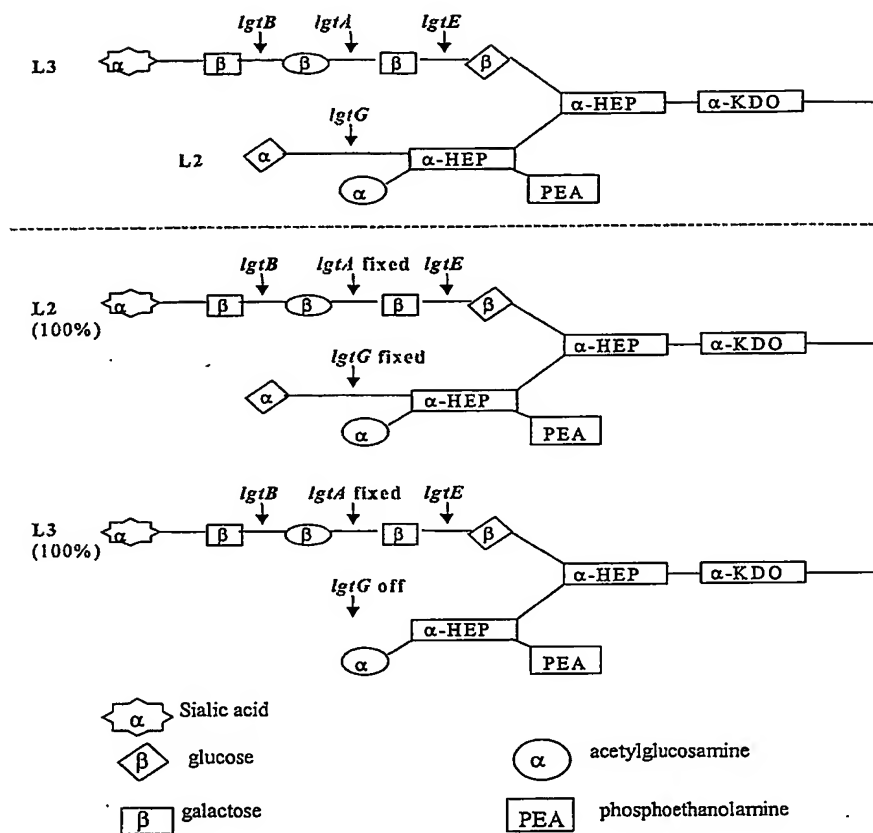 lgtB lgtA lgtE
L3 α β β β β
α-HEP α-KDO
lgtG
L2 α α-HEP
α PEA
lgtB lgtA fixed lgtE
L2 α β β β β
(100%)
α-HEP α-KDO
lgtG fixed
α α-HEP
α PEA
lgtB lgtA fixed lgtE
L3 α β β β β
(100%)
α-HEP α-KDO
lgtG off
α-HEP
α PEA
α Sialic acid
β glucose α acetylglucosamine
β galactose PEA phosphoethanolamine